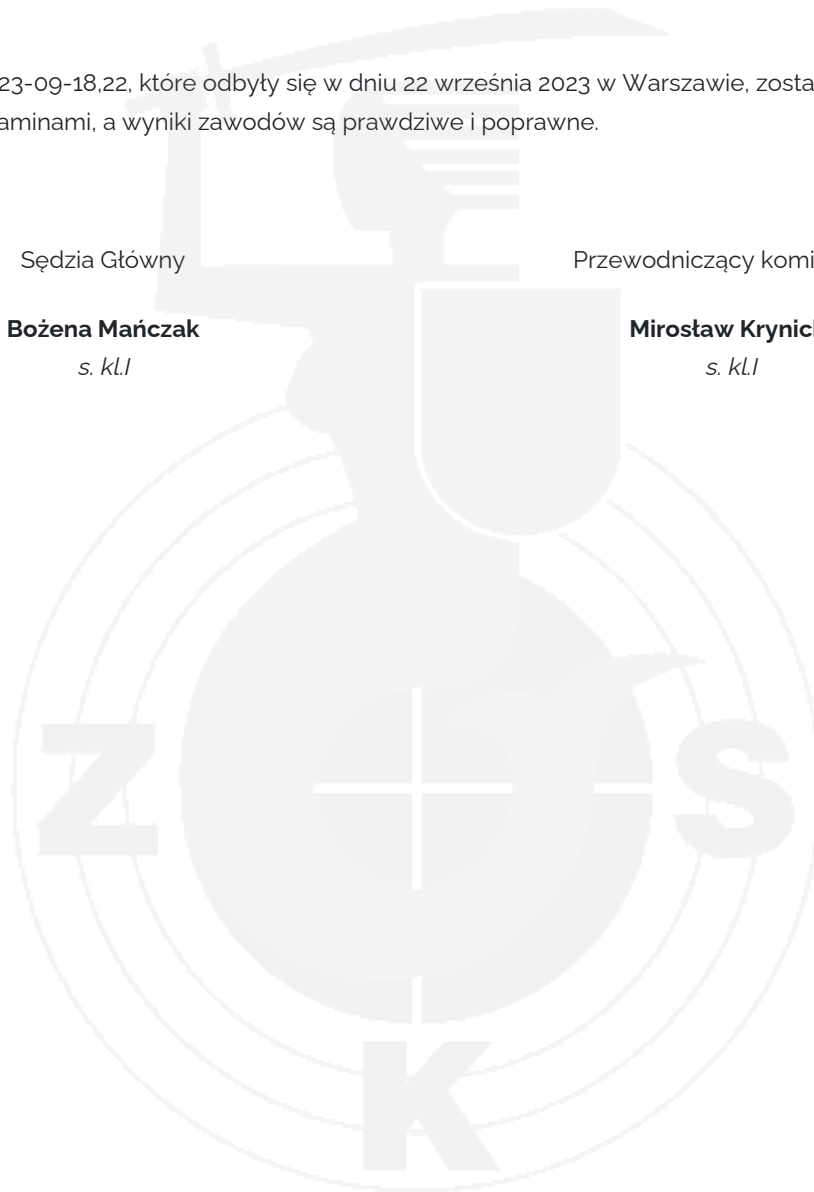 23-09-18,22, które odbyły się w dniu 22 września 2023 w Warszawie, zosta
aminami, a wyniki zawodów są prawdziwe i poprawne.
Sędzia Główny
Przewodniczący komi
Bożena Mańczak
Mirosław Krynic
s. kl.I
s. kl.I
Z
S
K